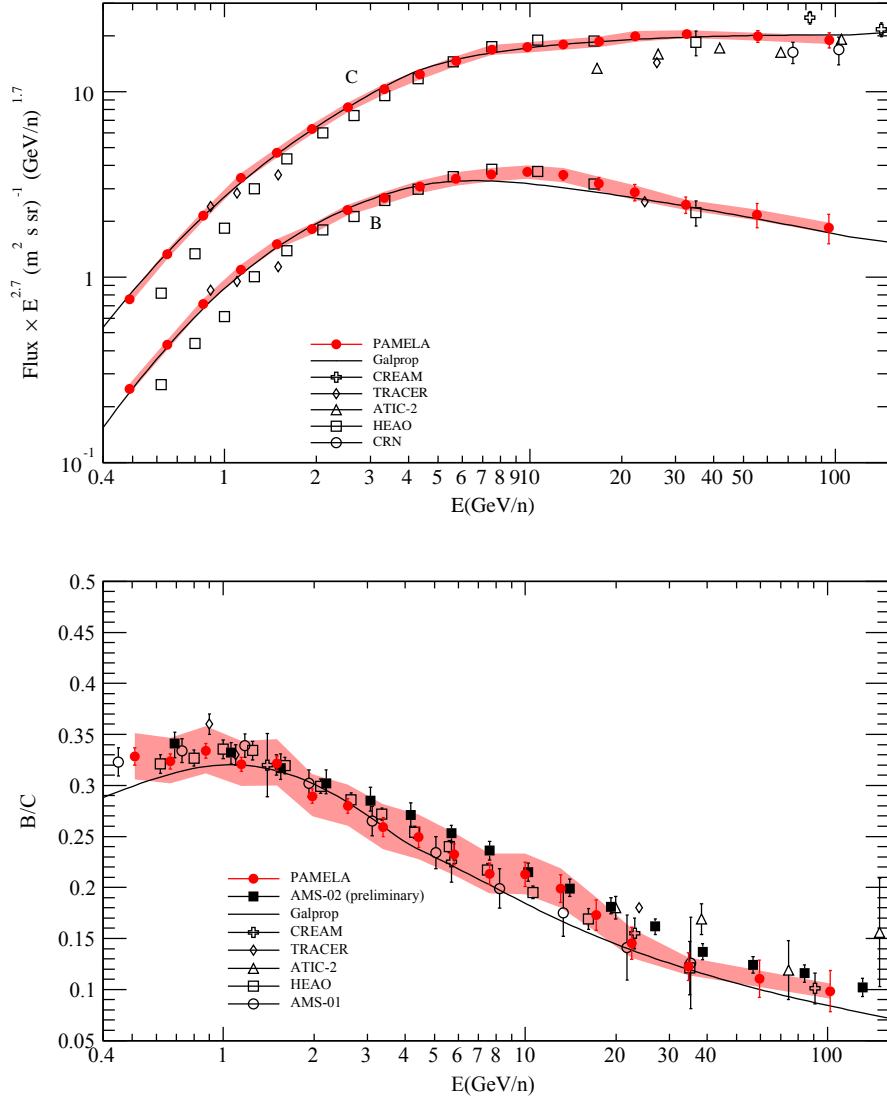 10
1
10^-1
Flux × E^2.7 (m^2 s sr)^-1 (GeV/n)^1.7
C
B
PAMELA
Galprop
CREAM
TRACER
ATIC-2
HEAO
CRN
0.4 1 2 3 4 5 6 7 8 9 10 20 30 40 50 100
E(GeV/n)
0.5
0.45
0.4
0.35
0.3
0.25
0.2
0.15
0.1
0.05
B/C
PAMELA
AMS-02 (preliminary)
Galprop
CREAM
TRACER
ATIC-2
HEAO
AMS-01
0.4 1 2 3 4 5 6 7 8 10 20 30 40 100
E(GeV/n)